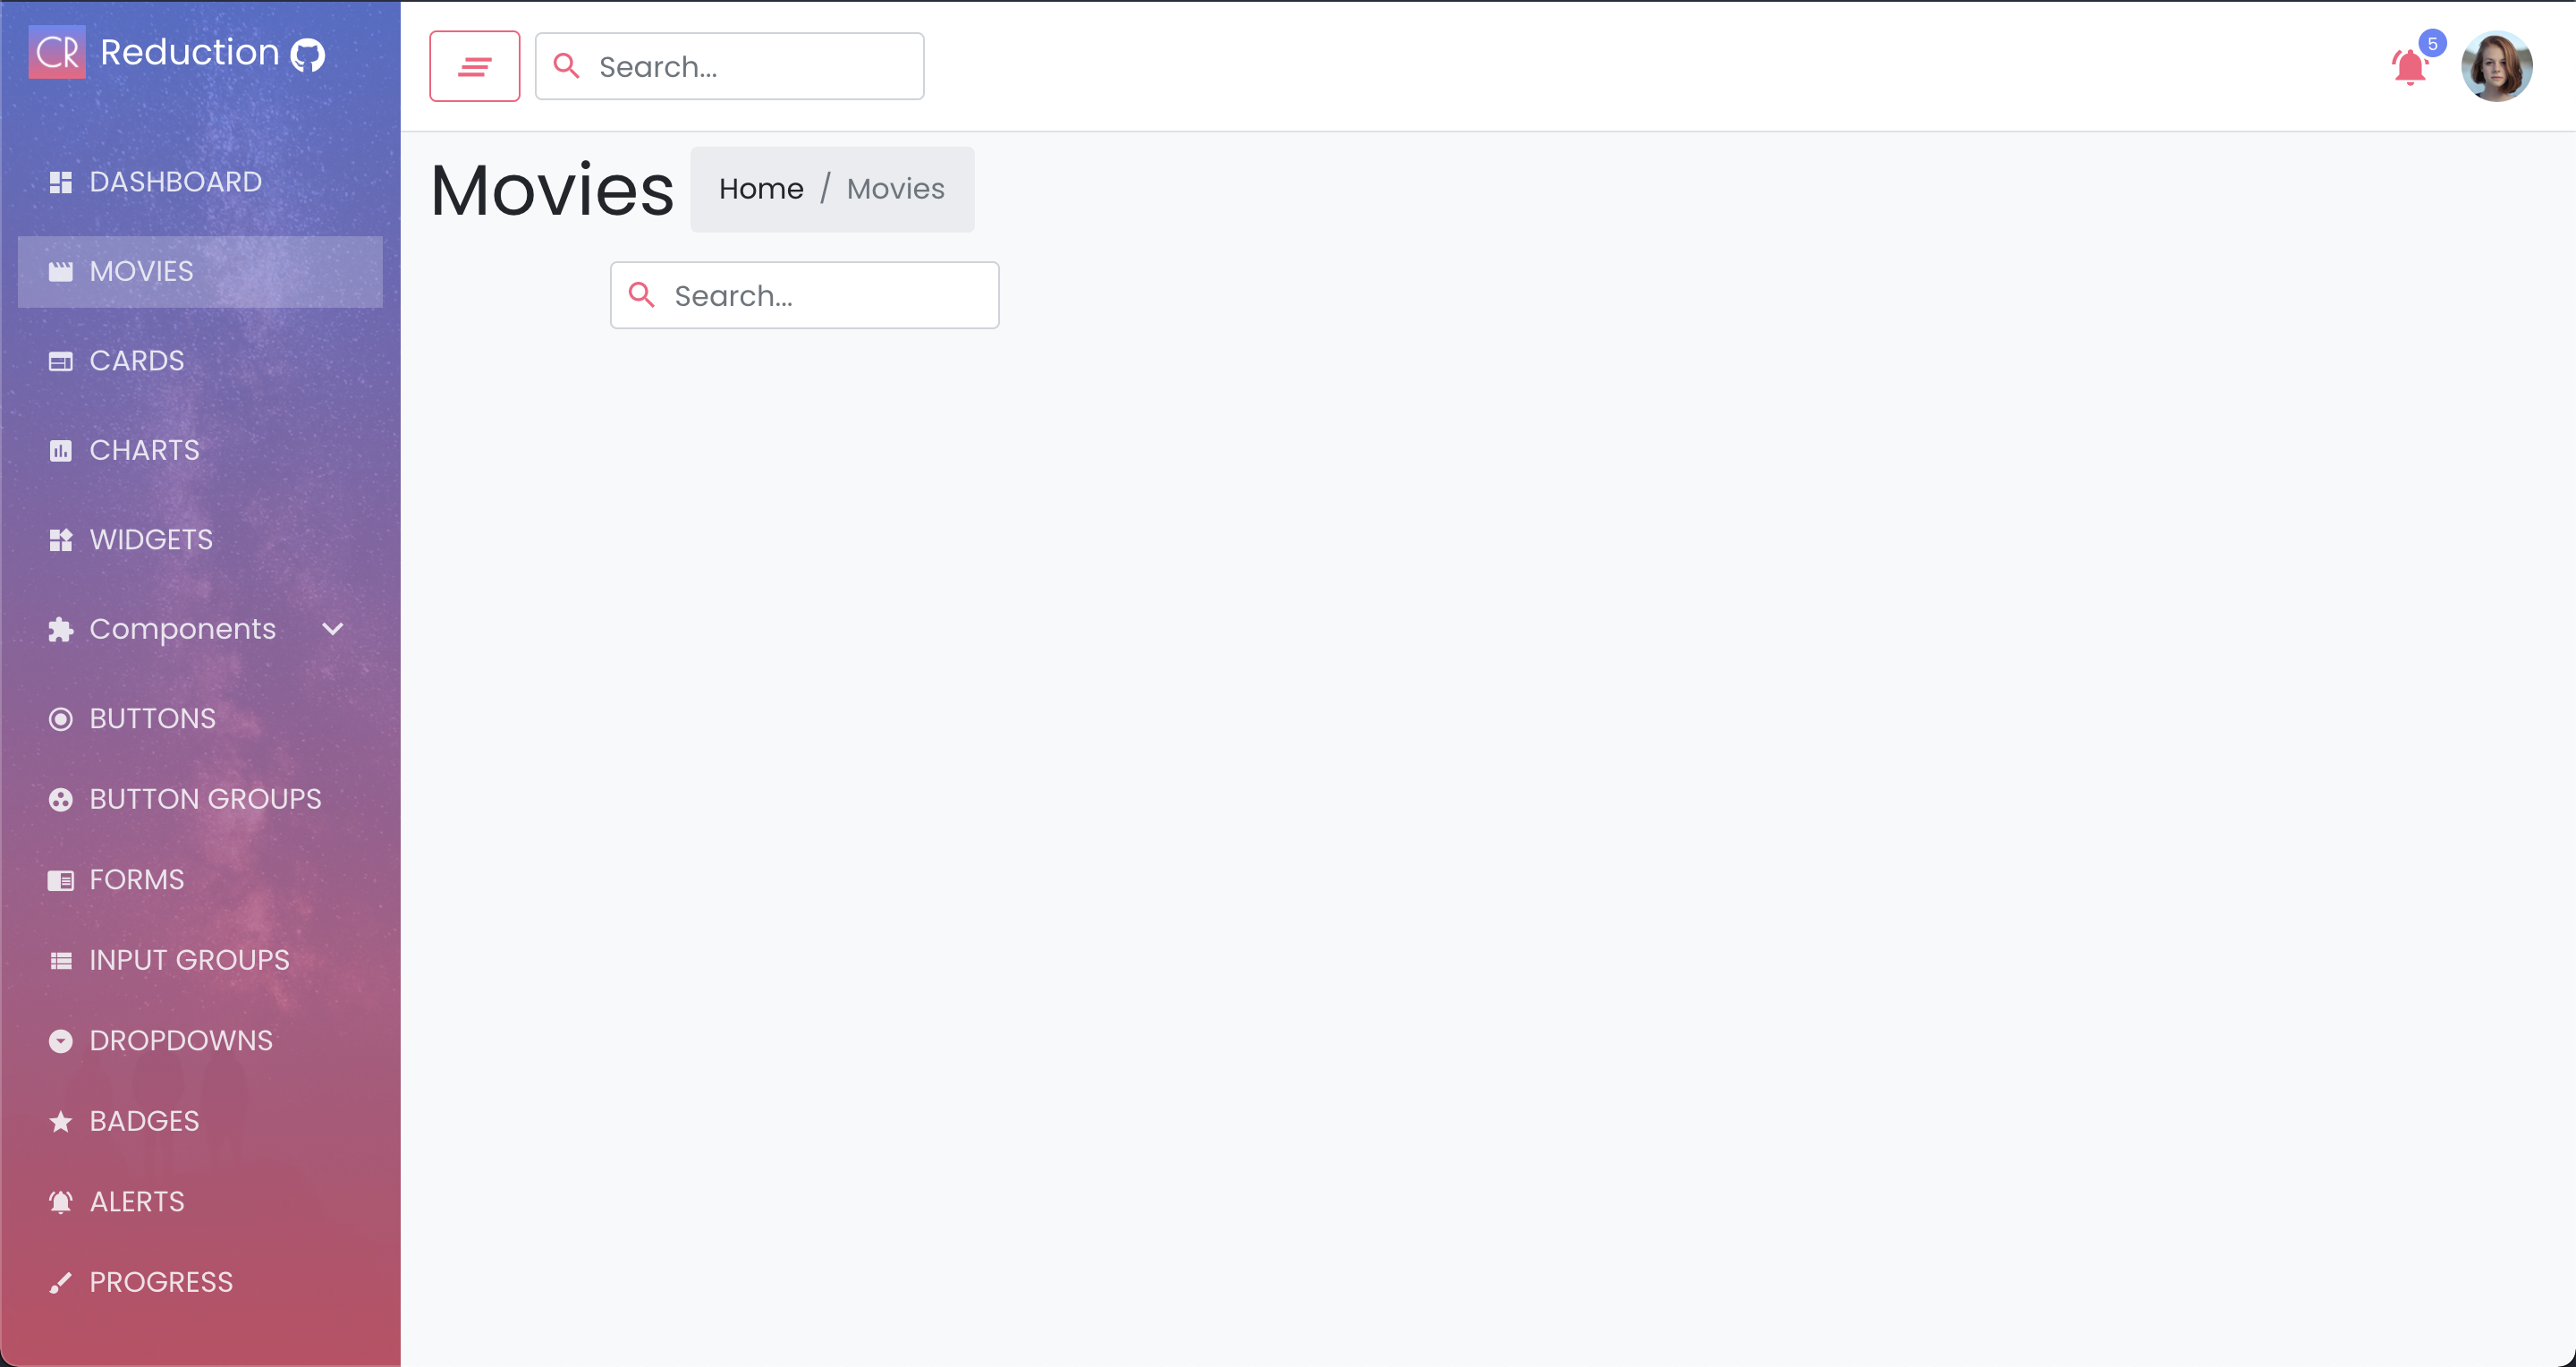 CR Reduction
DASHBOARD
MOVIES
CARDS
CHARTS
WIDGETS
Components
BUTTONS
BUTTON GROUPS
FORMS
INPUT GROUPS
DROPDOWNS
BADGES
ALERTS
PROGRESS
Search...
5
Movies
Home / Movies
Search...